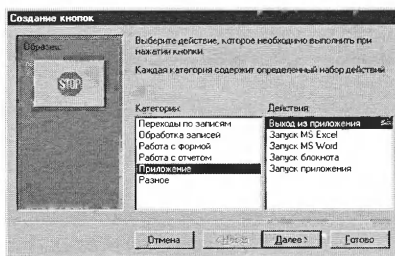 Создание кнопок
Образец:
STOP
Выберите действие, которое необходимо выполнить при
нажатии кнопки.
Каждая категория содержит определенный набор действий
Категории:
Переходы по записям
Обработка записей
Работа с формой
Работа с отчетом
Приложение
Разное
Действия:
Выход из приложения
Запуск MS Excel
Запуск MS Word
Запуск блокнота
Запуск приложения
Отмена
< Назад
Далее >
Готово